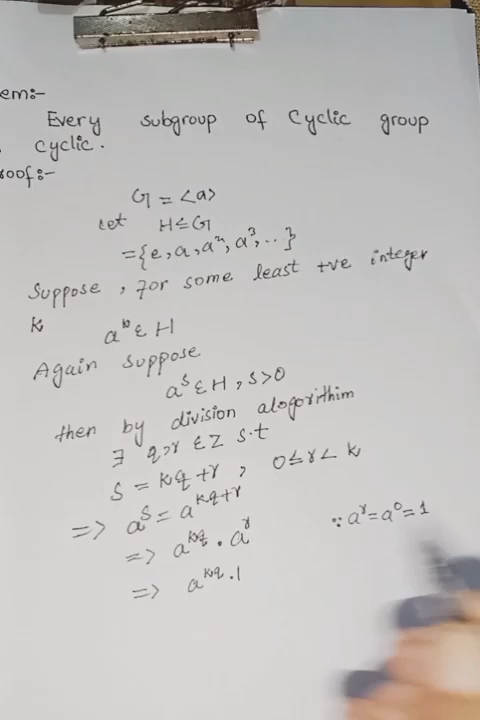 em:-
Every subgroup of Cyclic group
cyclic.
roof:-
G = <a>
let H≤G
={e, a, a², a³, ..}
Suppose, for some least +ve integer
k a^k ε H
Again suppose
a^s ε H, s>0
then by division alogorithim
∃ q,r ε Z s.t
S = kq + r, 0≤r< k
=> a^s = a^kq+r
=> a^kq . a^r ∵ a^r = a^0 = 1
=> a^kq . 1